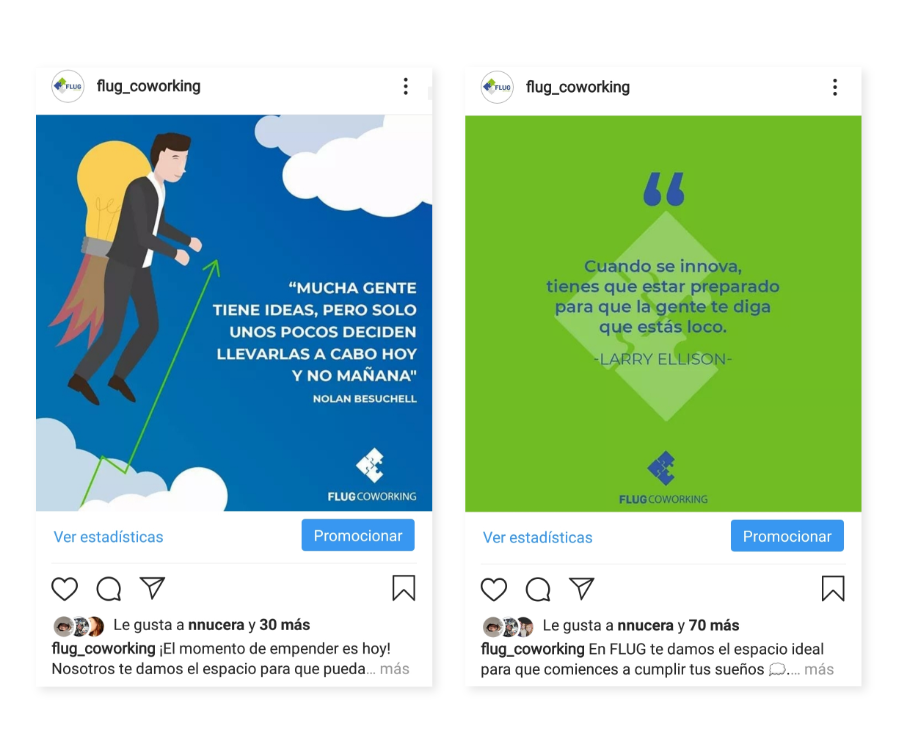 FLUG
flug_coworking
“MUCHA GENTE
TIENE IDEAS, PERO SOLO
UNOS POCOS DECIDEN
LLEVARLAS A CABO HOY
Y NO MAÑANA"
NOLAN BESUCHELL
FLUG COWORKING
Ver estadísticas
Promocionar
Le gusta a nnucera y 30 más
flug_coworking ¡El momento de empender es hoy!
Nosotros te damos el espacio para que pueda... más
FLUG
flug_coworking
“
Cuando se innova,
tienes que estar preparado
para que la gente te diga
que estás loco.
-LARRY ELLISON-
FLUG COWORKING
Ver estadísticas
Promocionar
Le gusta a nnucera y 70 más
flug_coworking En FLUG te damos el espacio ideal
para que comiences a cumplir tus sueños 💭.... más